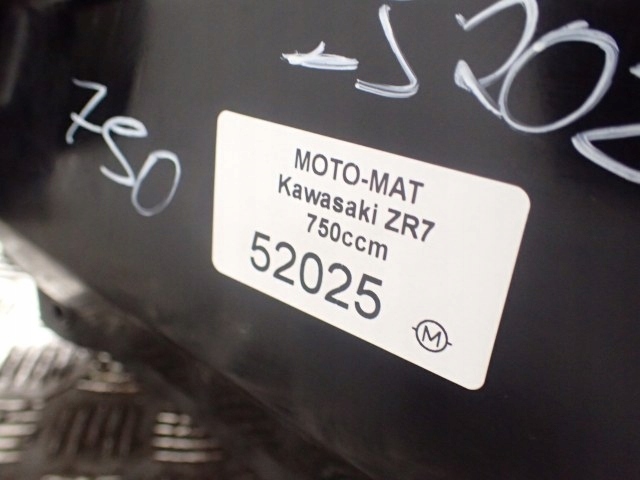 750
MOTO-MAT
Kawasaki ZR7
750ccm
52025
M